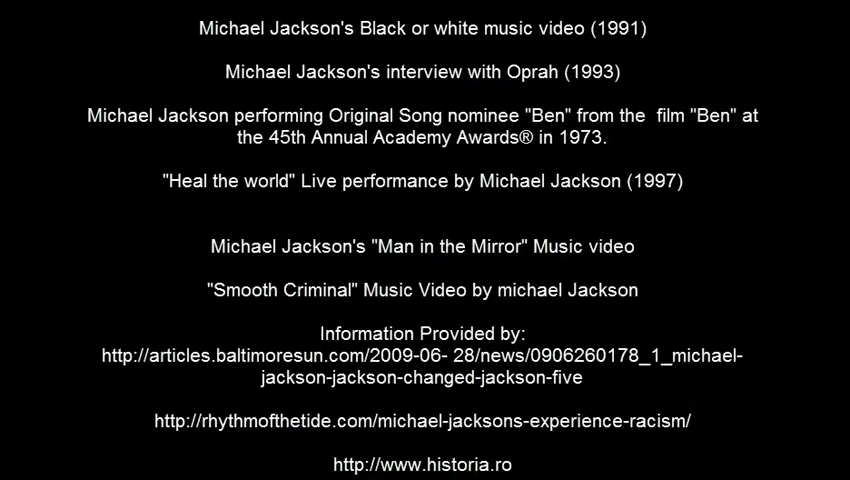 Michael Jackson's Black or white music video (1991)
Michael Jackson's interview with Oprah (1993)
Michael Jackson performing Original Song nominee "Ben" from the  film "Ben" at
the 45th Annual Academy Awards® in 1973.
"Heal the world" Live performance by Michael Jackson (1997)
Michael Jackson's "Man in the Mirror" Music video
"Smooth Criminal" Music Video by michael Jackson
Information Provided by:
http://articles.baltimoresun.com/2009-06- 28/news/0906260178_1_michael-
jackson-jackson-changed-jackson-five
http://rhythmofthetide.com/michael-jacksons-experience-racism/
http://www.historia.ro